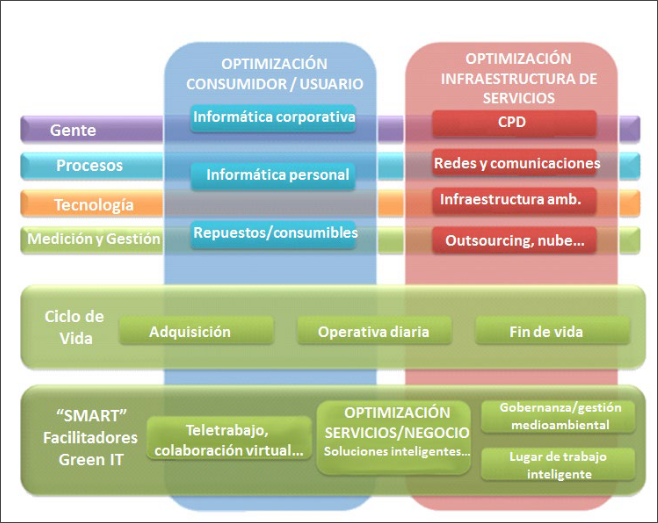 OPTIMIZACIÓN
CONSUMIDOR / USUARIO
OPTIMIZACIÓN
INFRAESTRUCTURA DE
SERVICIOS
Gente
Informática corporativa
CPD
Procesos
Informática personal
Redes y comunicaciones
Tecnología
Infraestructura amb.
Medición y Gestión
Repuestos/consumibles
Outsourcing, nube...
Ciclo de
Vida
Adquisición
Operativa diaria
Fin de vida
“SMART”
Facilitadores
Green IT
Teletrabajo,
colaboración virtual...
OPTIMIZACIÓN
SERVICIOS/NEGOCIO
Soluciones inteligentes...
Gobernanza/gestión
medioambiental
Lugar de trabajo
inteligente